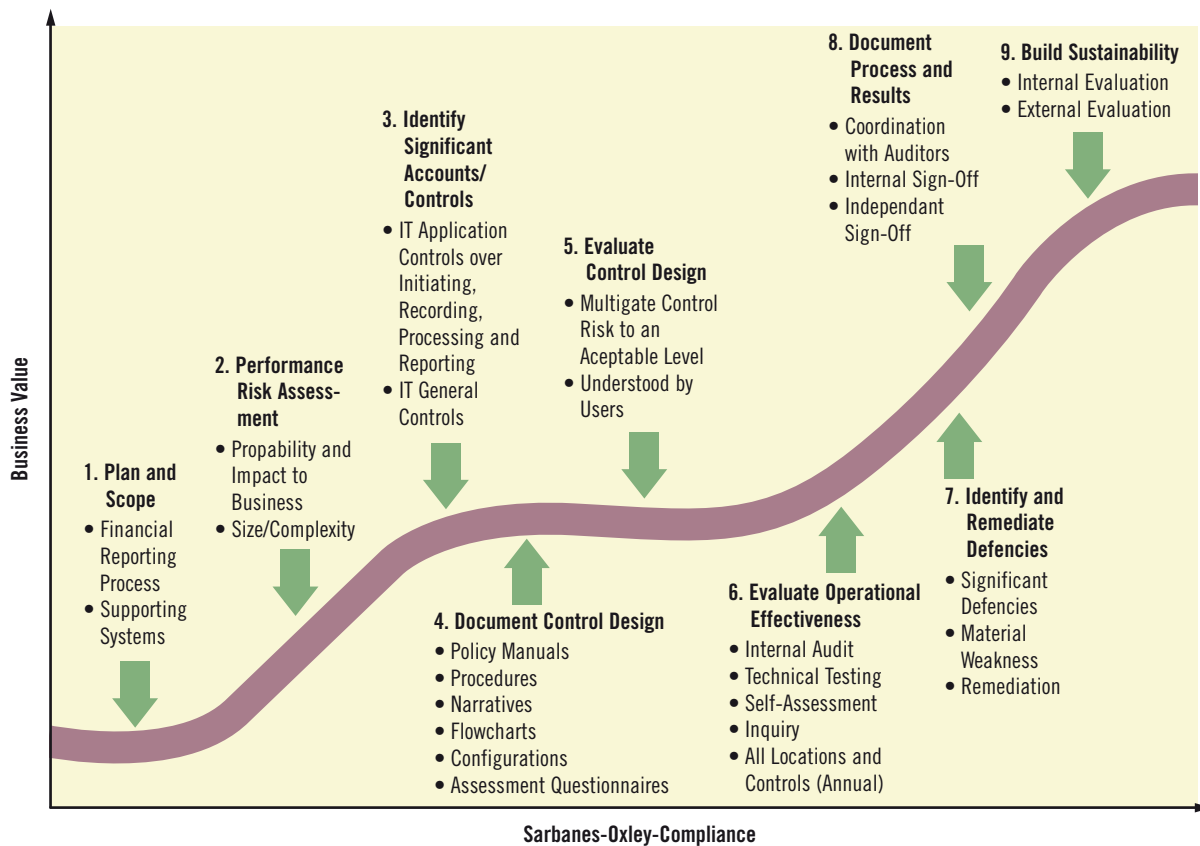 Business Value
1. Plan and
Scope
• Financial
Reporting
Process
• Supporting
Systems
2. Performance
Risk Assess-
ment
• Propability and
Impact to
Business
• Size/Complexity
3. Identify
Significant
Accounts/
Controls
• IT Application
Controls over
Initiating,
Recording,
Processing and
Reporting
• IT General
Controls
4. Document Control Design
• Policy Manuals
• Procedures
• Narratives
• Flowcharts
• Configurations
• Assessment Questionnaires
5. Evaluate
Control Design
• Multigate Control
Risk to an
Aceptable Level
• Understood by
Users
6. Evaluate Operational
Effectiveness
• Internal Audit
• Technical Testing
• Self-Assessment
• Inquiry
• All Locations and
Controls (Annual)
7. Identify and
Remediate
Defencies
• Significant
Defencies
• Material
Weakness
• Remediation
8. Document
Process and
Results
• Coordination
with Auditors
• Internal Sign-Off
• Independant
Sign-Off
9. Build Sustainability
• Internal Evaluation
• External Evaluation
Sarbanes-Oxley-Compliance